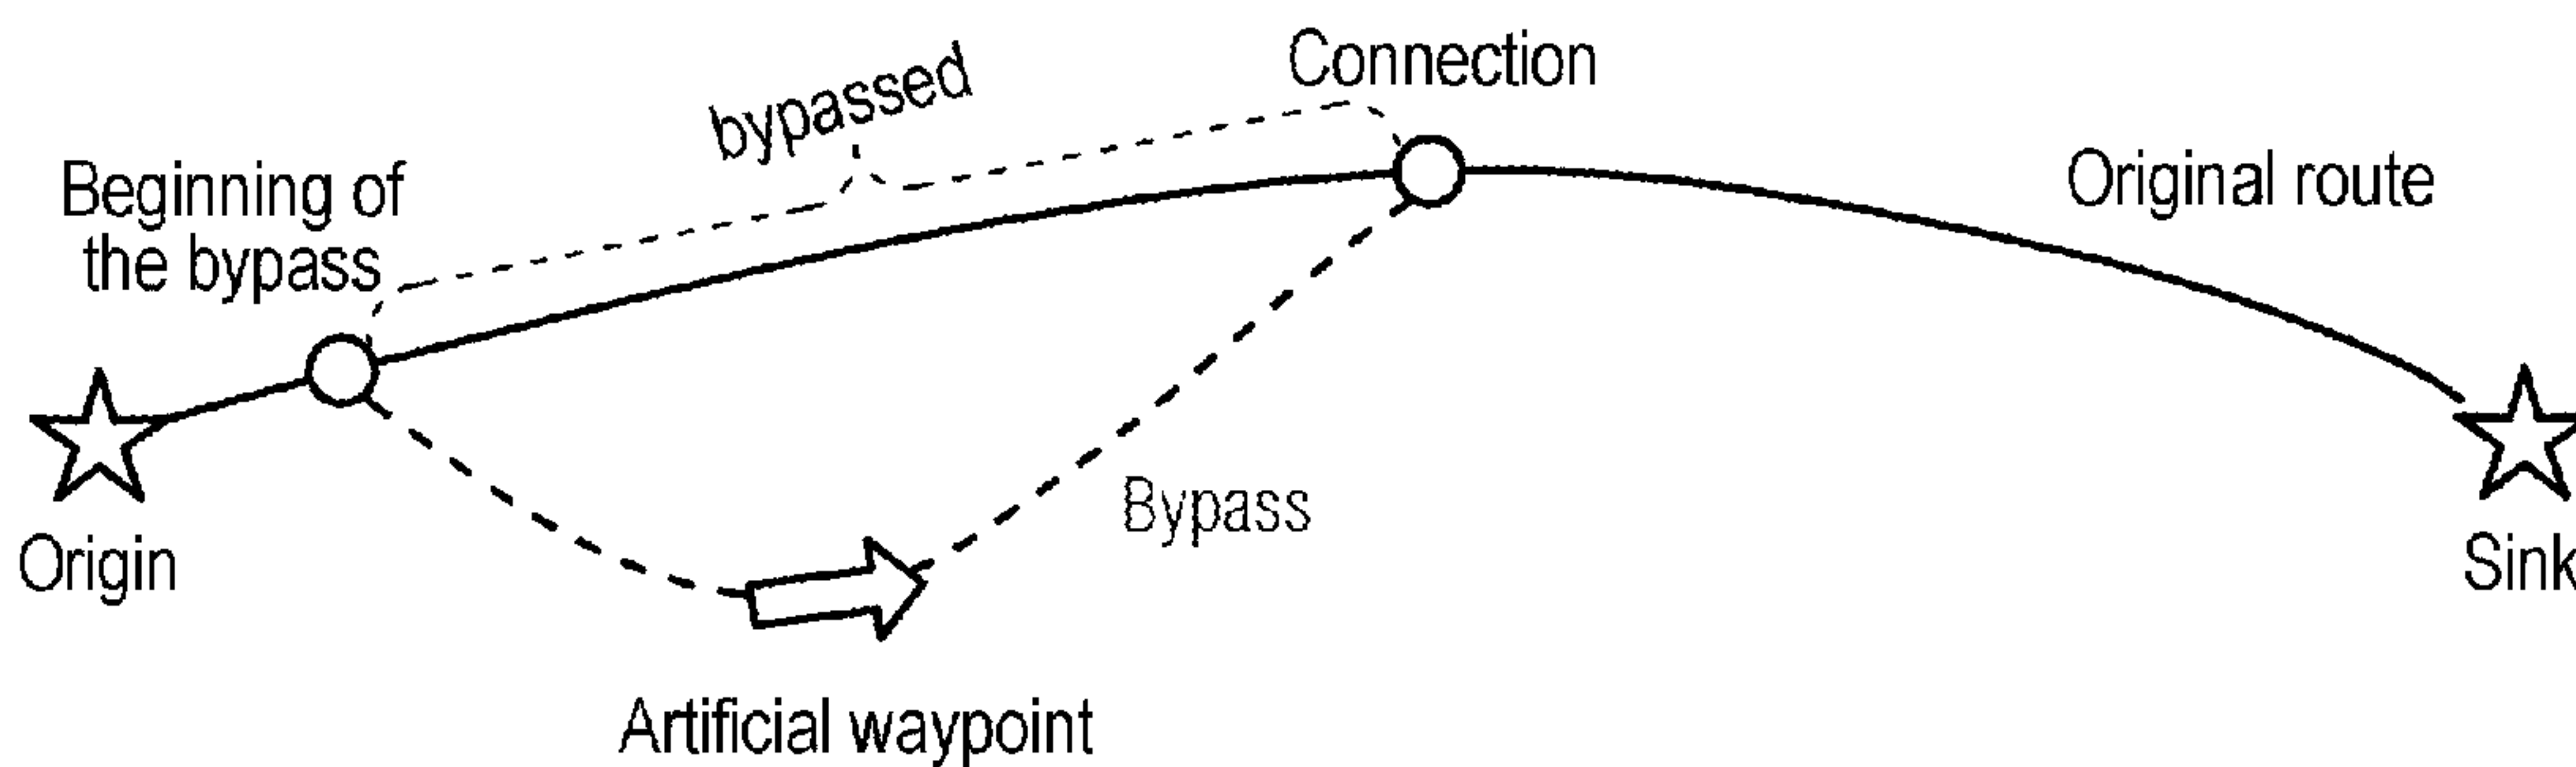 bypassed
Connection
Beginning of
the bypass
Original route
Bypass
Origin
Sink
Artificial waypoint